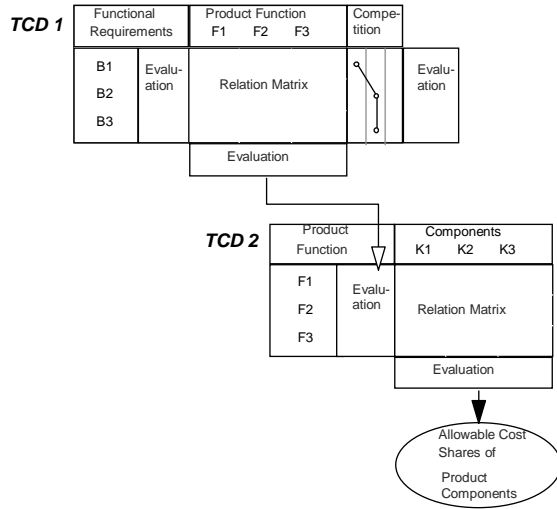 TCD 1
Functional
Requirements
Product Function
F1 F2 F3
Compe-
tition
B1
B2
B3
Evalu-
ation
Relation Matrix
Evalu-
ation
Evaluation
TCD 2
Product
Function
Components
K1 K2 K3
F1
F2
F3
Evalu-
ation
Relation Matrix
Evaluation
Allowable Cost
Shares of
Product
Components